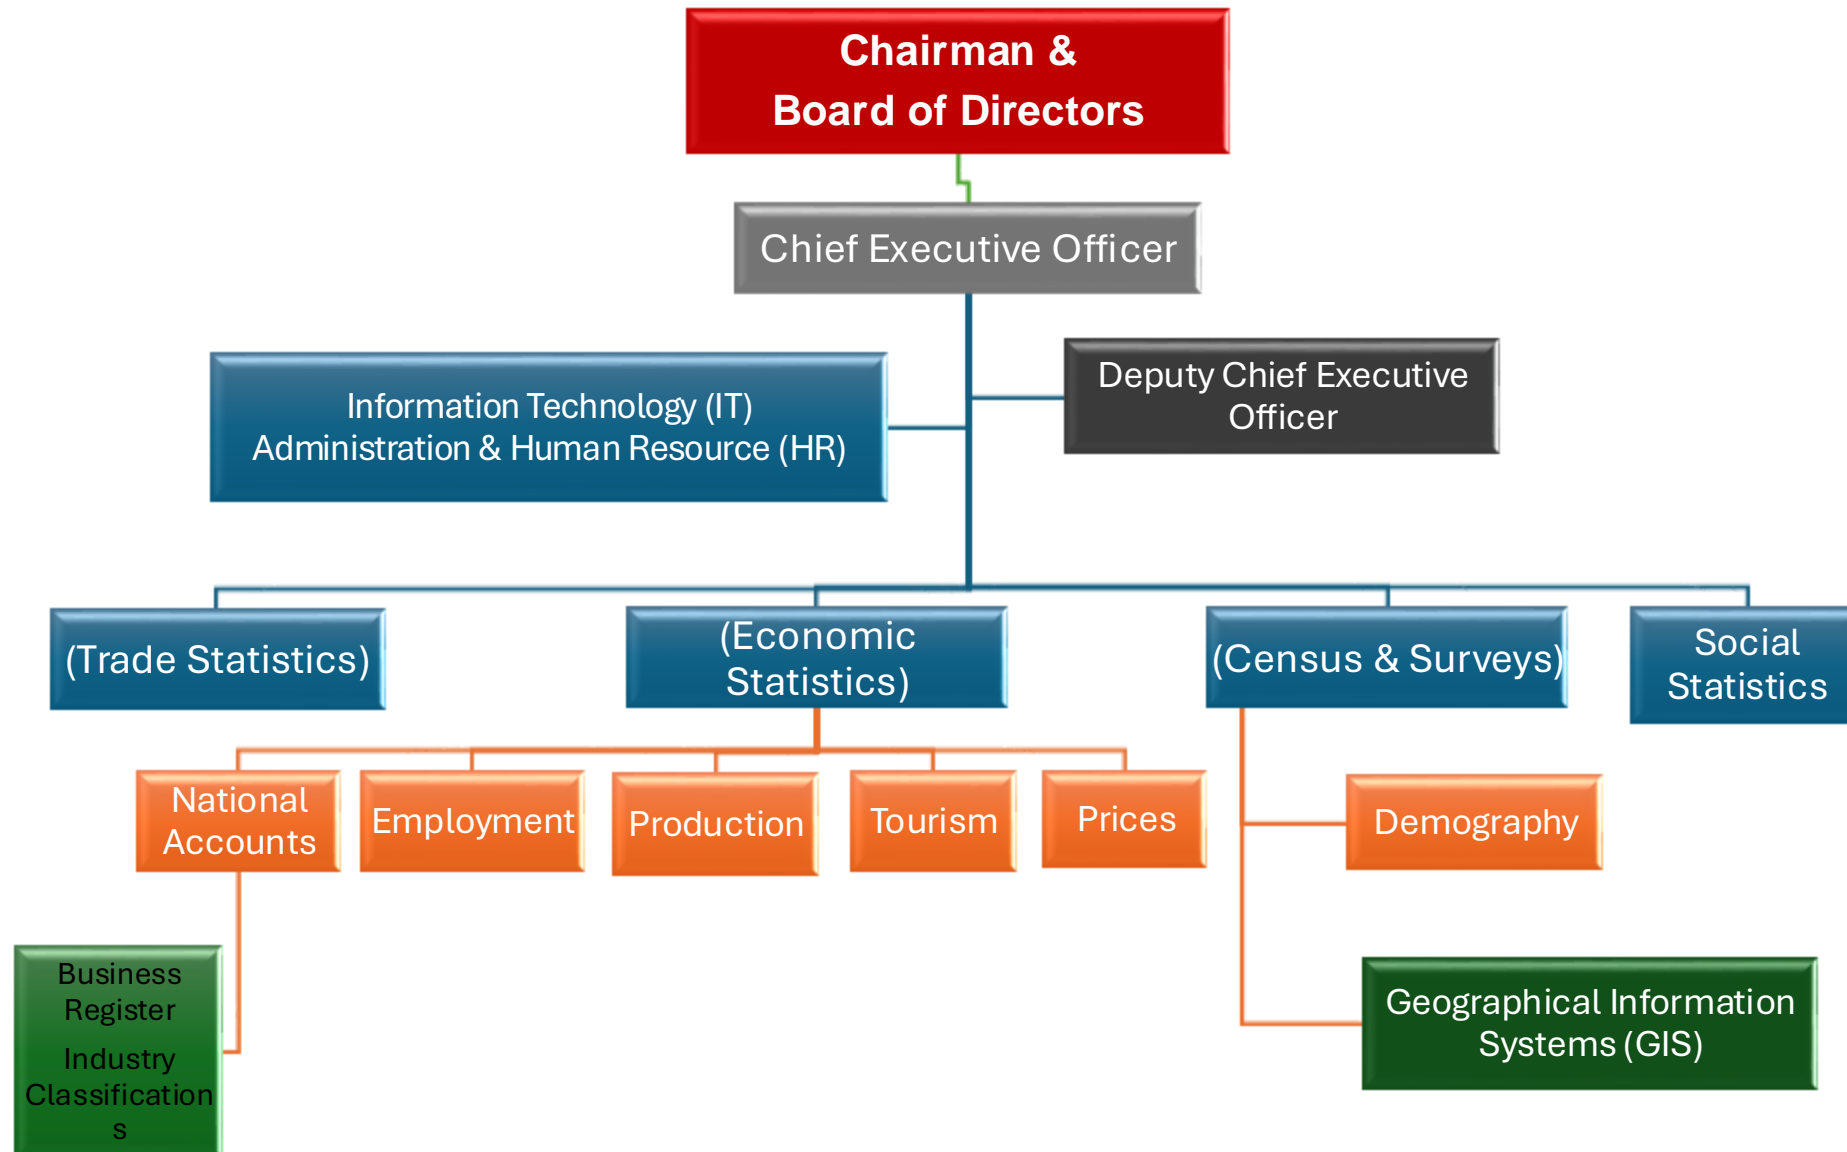 Chairman &
Board of Directors
Chief Executive Officer
Information Technology (IT)
Administration & Human Resource (HR)
Deputy Chief Executive
Officer
(Trade Statistics)
(Economic
Statistics)
(Census & Surveys)
Social
Statistics
National
Accounts
Employment
Production
Tourism
Prices
Demography
Business
Register
Industry
Classification
s
Geographical Information
Systems (GIS)